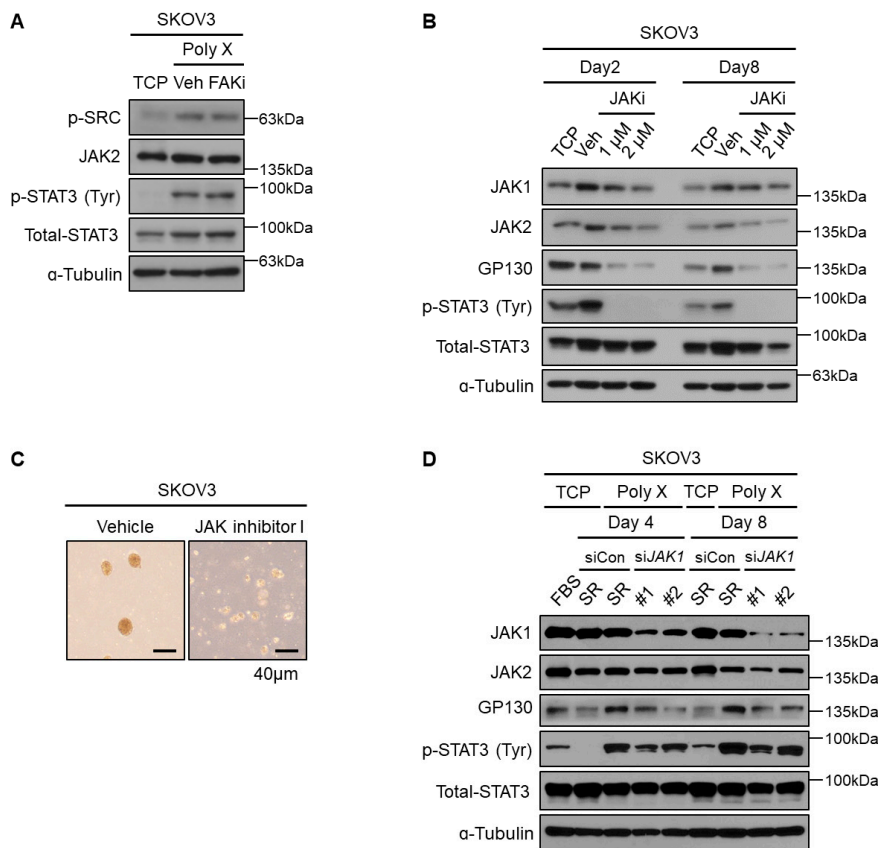 A
SKOV3
Poly X
TCP Veh FAKi
p-SRC
63kDa
JAK2
135kDa
p-STAT3 (Tyr)
100kDa
Total-STAT3
100kDa
α-Tubulin
63kDa
B
SKOV3
Day2 Day8
JAKi JAKi
TCP Veh 1 μM 2 μM TCP Veh 1 μM 2 μM
JAK1
135kDa
JAK2
135kDa
GP130
135kDa
p-STAT3 (Tyr)
100kDa
Total-STAT3
100kDa
α-Tubulin
63kDa
C
SKOV3
Vehicle JAK inhibitor I
40μm
D
SKOV3
TCP Poly X TCP Poly X
Day 4 Day 8
siCon siJAK1 siCon siJAK1
FBS SR SR #1 #2 SR SR #1 #2
JAK1
135kDa
JAK2
135kDa
GP130
135kDa
p-STAT3 (Tyr)
100kDa
Total-STAT3
100kDa
α-Tubulin